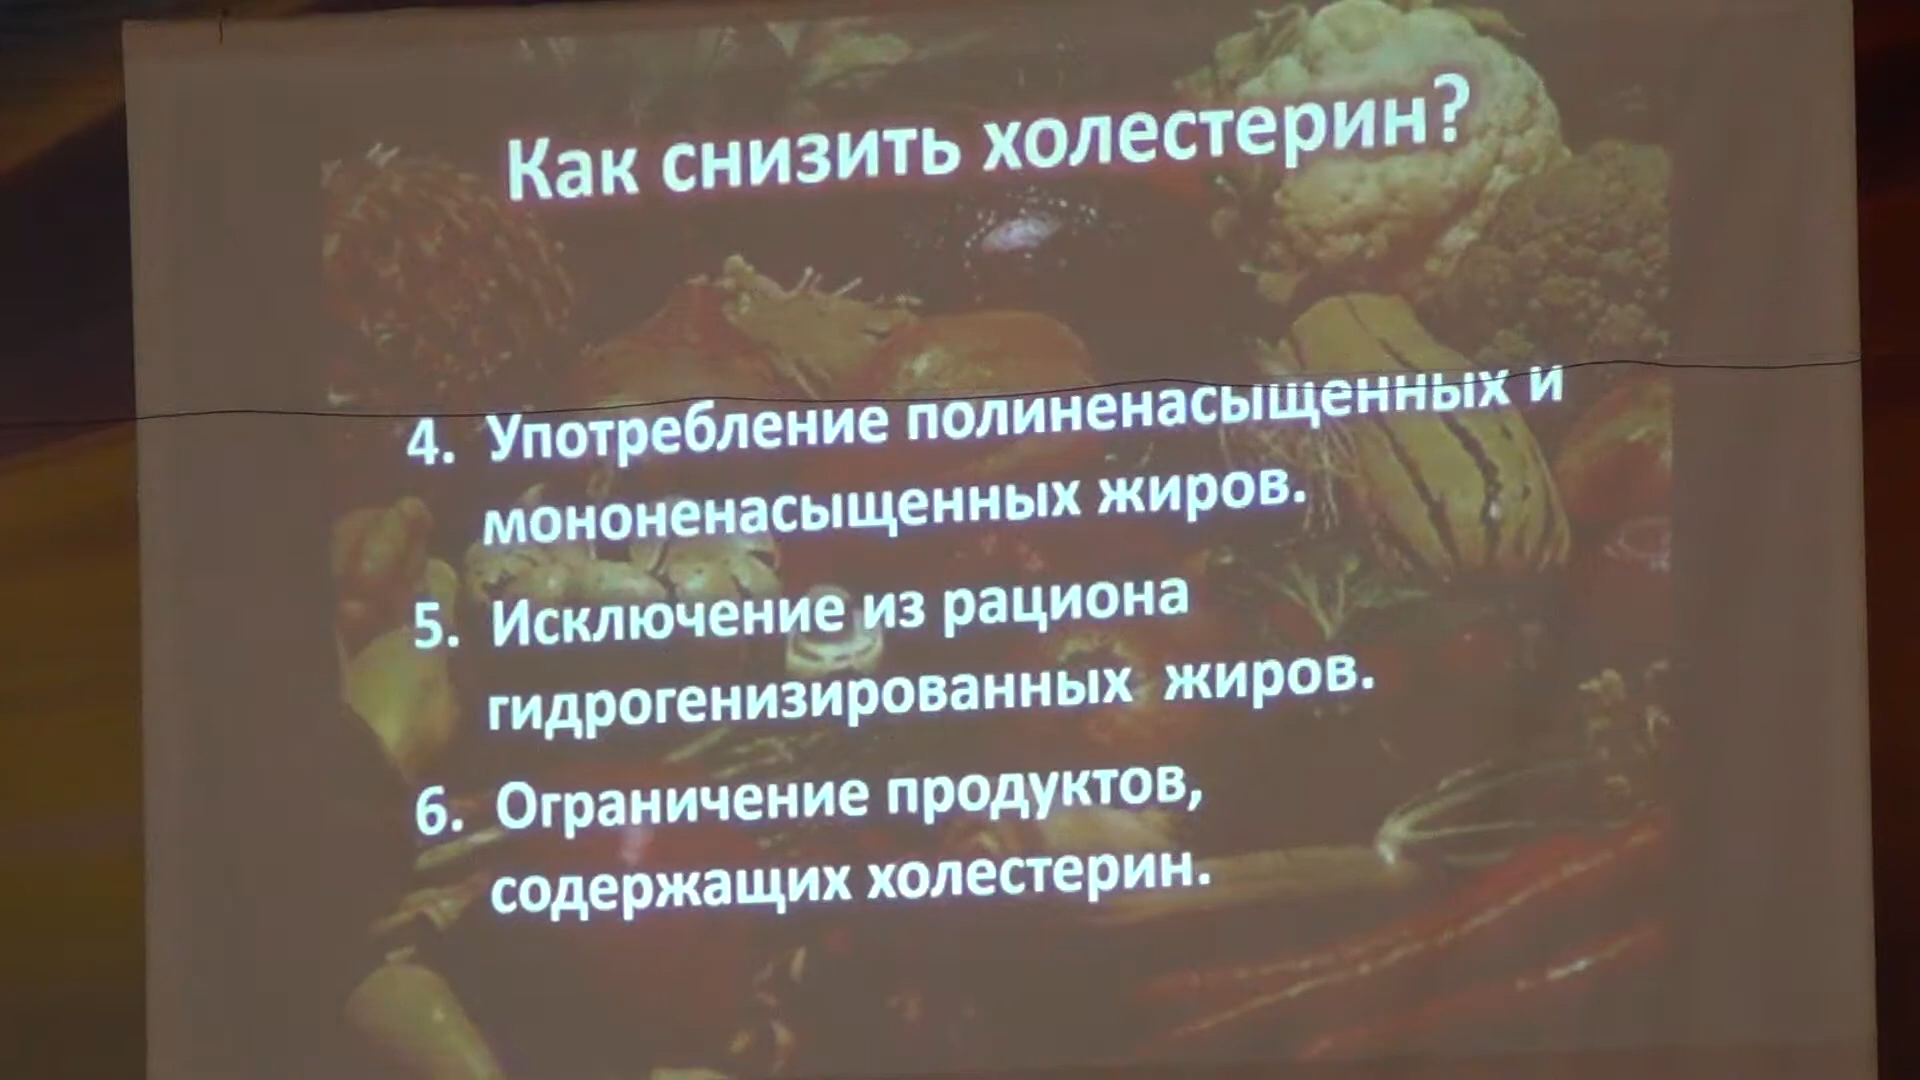 Как снизить холестерин?
4. Употребление полиненасыщенных и
мононенасыщенных жиров.
5. Исключение из рациона
гидрогенизированных жиров.
6. Ограничение продуктов,
содержащих холестерин.